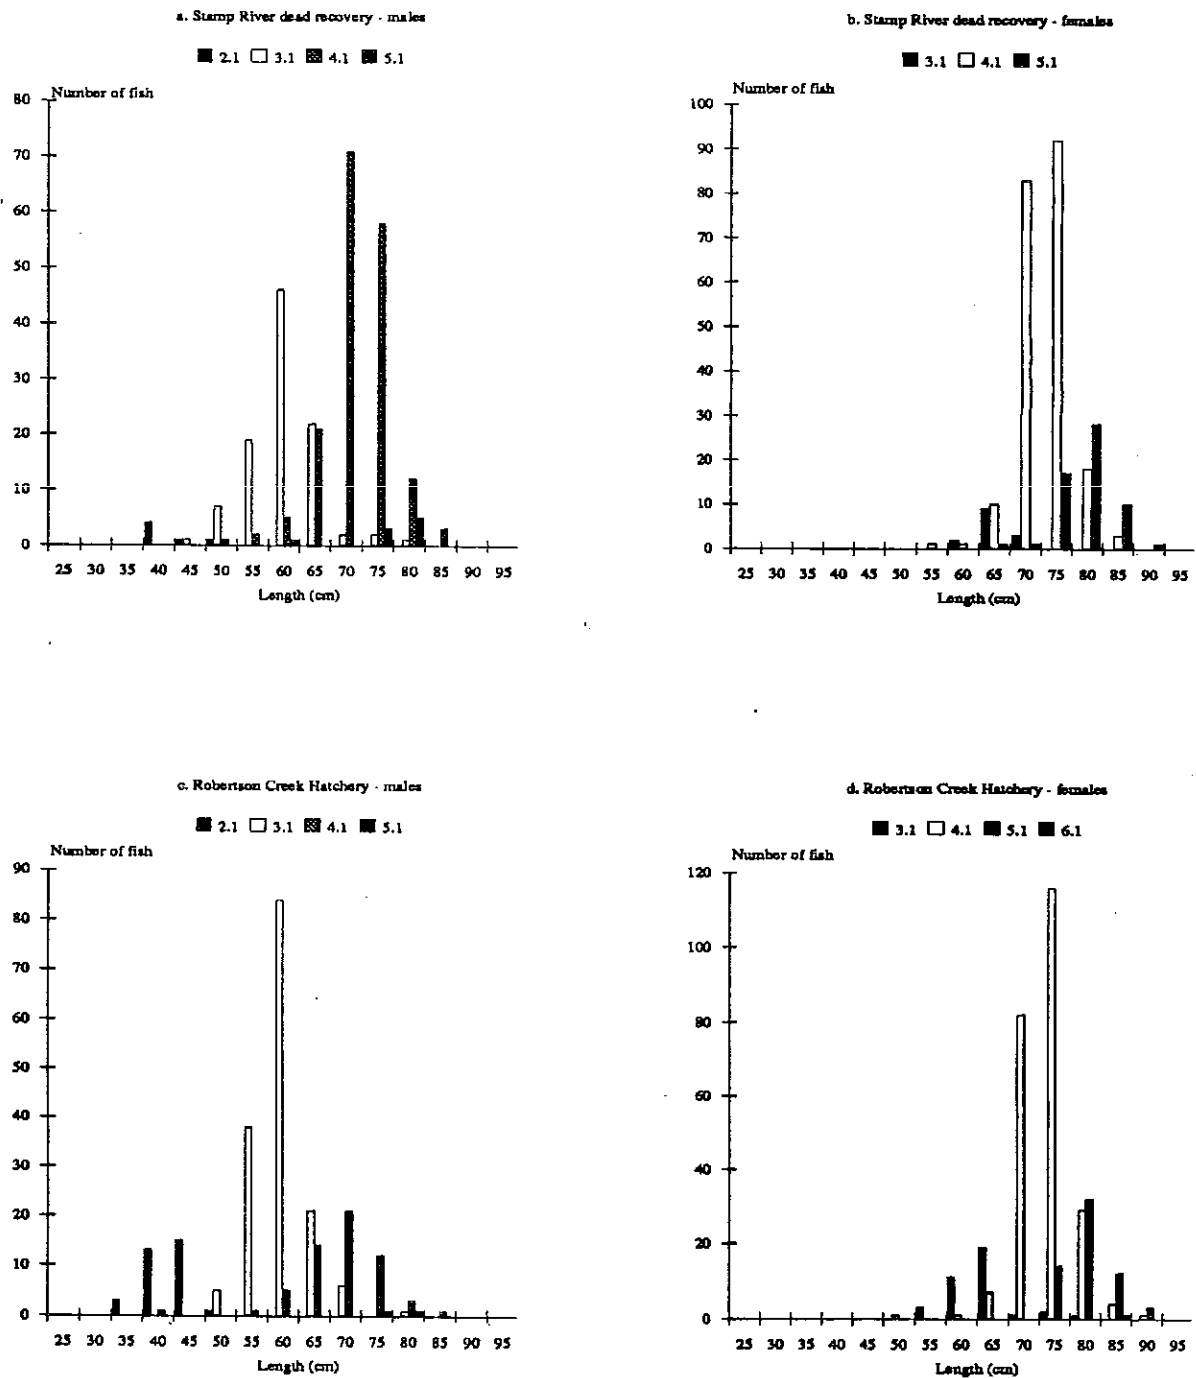 a. Stamp River dead recovery - males
2.1 3.1 4.1 5.1
Number of fish
80
70
60
50
40
30
20
10
0
25 30 35 40 45 50 55 60 65 70 75 80 85 90 95
Length (cm)
b. Stamp River dead recovery - females
3.1 4.1 5.1
Number of fish
100
90
80
70
60
50
40
30
20
10
0
25 30 35 40 45 50 55 60 65 70 75 80 85 90 95
Length (cm)
c. Robertson Creek Hatchery - males
2.1 3.1 4.1 5.1
Number of fish
90
80
70
60
50
40
30
20
10
0
25 30 35 40 45 50 55 60 65 70 75 80 85 90 95
Length (cm)
d. Robertson Creek Hatchery - females
3.1 4.1 5.1 6.1
Number of fish
120
100
80
60
40
20
0
25 30 35 40 45 50 55 60 65 70 75 80 85 90 95
Length (cm)